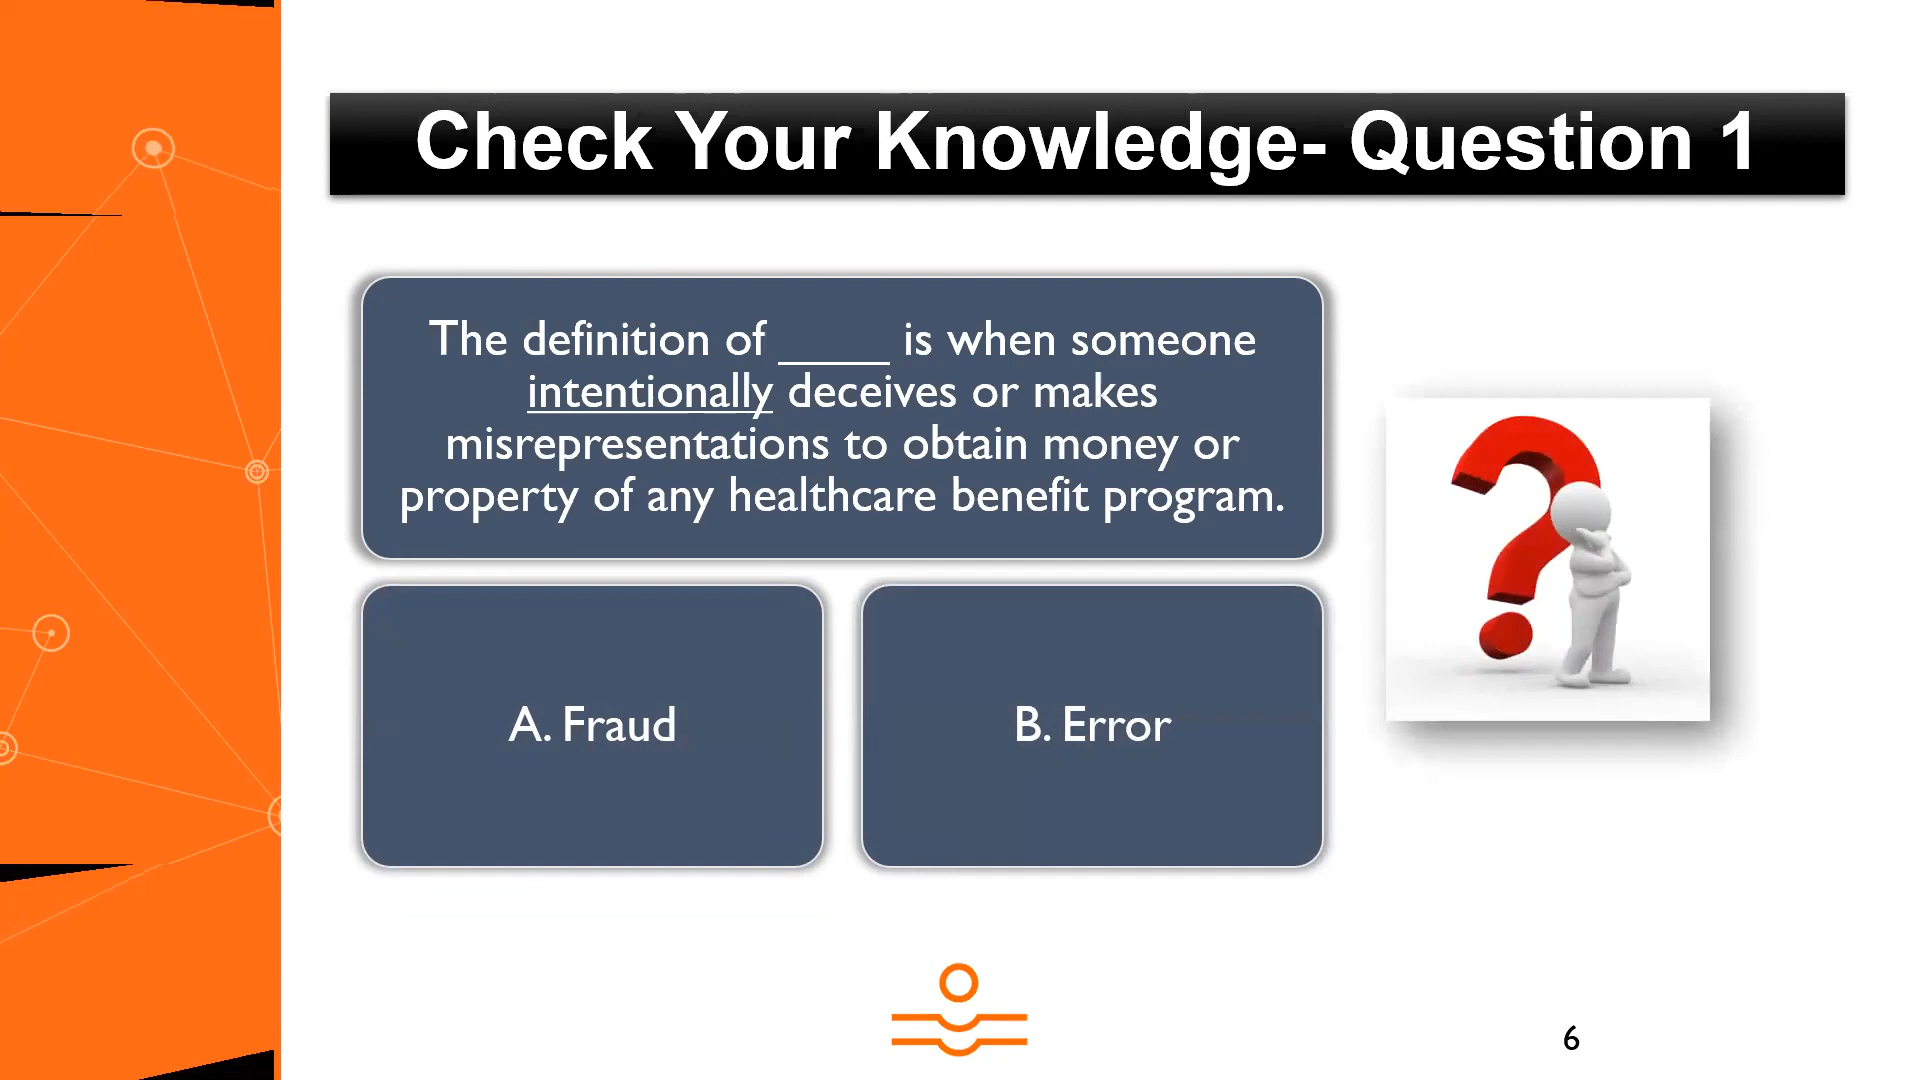 Check Your Knowledge- Question 1
The definition of _____ is when someone
intentionally deceives or makes
misrepresentations to obtain money or
property of any healthcare benefit program.
A. Fraud
B. Error
6